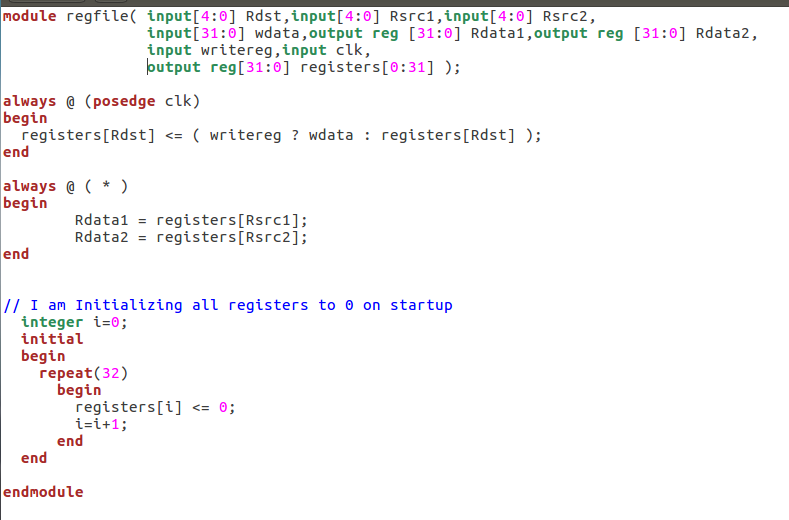 module regfile( input[4:0] Rdst,input[4:0] Rsrc1,input[4:0] Rsrc2,
                input[31:0] wdata,output reg [31:0] Rdata1,output reg [31:0] Rdata2,
                input writereg,input clk,
                output reg[31:0] registers[0:31] );

always @ (posedge clk)
begin
  registers[Rdst] <= ( writereg ? wdata : registers[Rdst] );
end

always @ ( * )
begin
        Rdata1 = registers[Rsrc1];
        Rdata2 = registers[Rsrc2];
end


// I am Initializing all registers to 0 on startup
  integer i=0;
  initial
  begin
    repeat(32)
      begin
        registers[i] <= 0;
        i=i+1;
      end
  end

endmodule